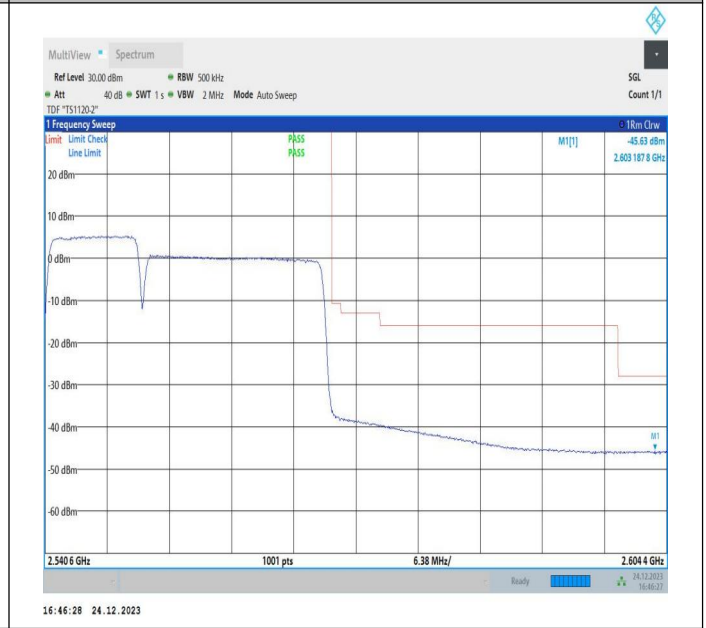 R S
MultiView Spectrum
Ref Level 30.00 dBm RBW 500 kHz SGL
Att 40 dB SWT 1 s VBW 2 MHz Mode Auto Sweep Count 1/1
TDF "TS1120-2"
1 Frequency Sweep 1Rm Clrw
Limit Limit Check PASS M1[1] -45.63 dBm
Line Limit PASS 2.603 187 8 GHz
20 dBm
10 dBm
0 dBm
-10 dBm
-20 dBm
-30 dBm
-40 dBm
M1
-50 dBm
-60 dBm
2.540 6 GHz 1001 pts 6.38 MHz/ 2.604 4 GHz
Ready 24.12.2023
16:46:27
16:46:28 24.12.2023